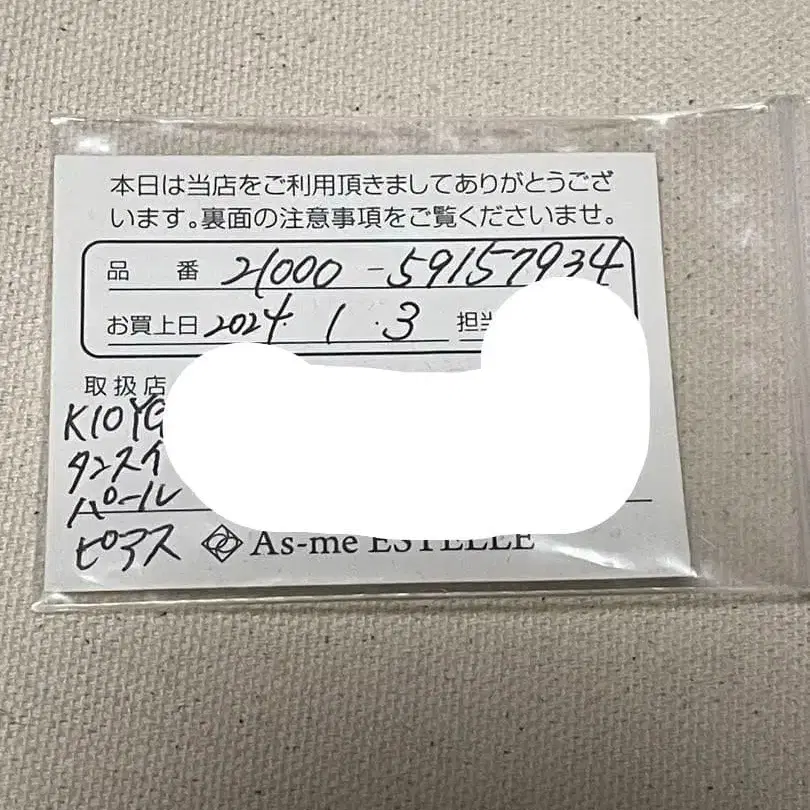 本日は当店をご利用頂きましてありがとうござ
います。裏面の注意事項をご覧くださいませ。
品 番 21000-59157934
お買上日 2024. 1 .3 担当
取扱店
K10YG
タンスイ
パール
ピアス
As-me ESTELLE